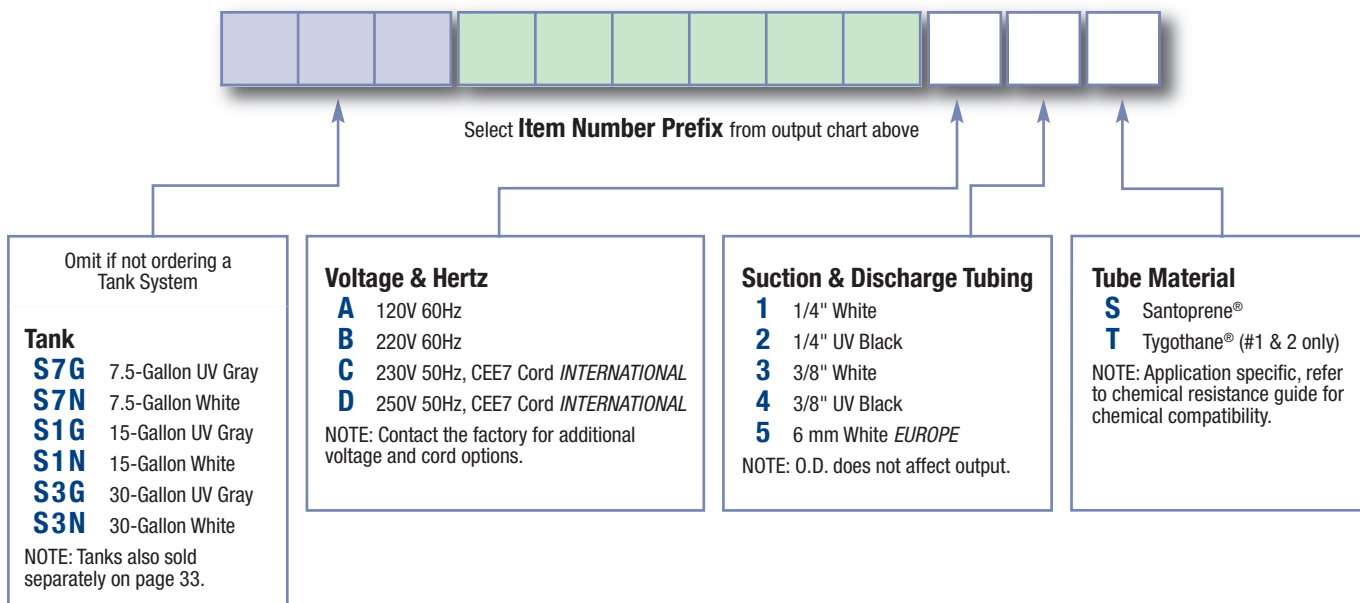 Select Item Number Prefix from output chart above
Omit if not ordering a
Tank System
Tank
S7G 7.5-Gallon UV Gray
S7N 7.5-Gallon White
S1G 15-Gallon UV Gray
S1N 15-Gallon White
S3G 30-Gallon UV Gray
S3N 30-Gallon White
NOTE: Tanks also sold
separately on page 33.
Voltage & Hertz
A 120V 60Hz
B 220V 60Hz
C 230V 50Hz, CEE7 Cord INTERNATIONAL
D 250V 50Hz, CEE7 Cord INTERNATIONAL
NOTE: Contact the factory for additional
voltage and cord options.
Suction & Discharge Tubing
1 1/4" White
2 1/4" UV Black
3 3/8" White
4 3/8" UV Black
5 6 mm White EUROPE
NOTE: O.D. does not affect output.
Tube Material
S Santoprene®
T Tygothane® (#1 & 2 only)
NOTE: Application specific, refer
to chemical resistance guide for
chemical compatibility.